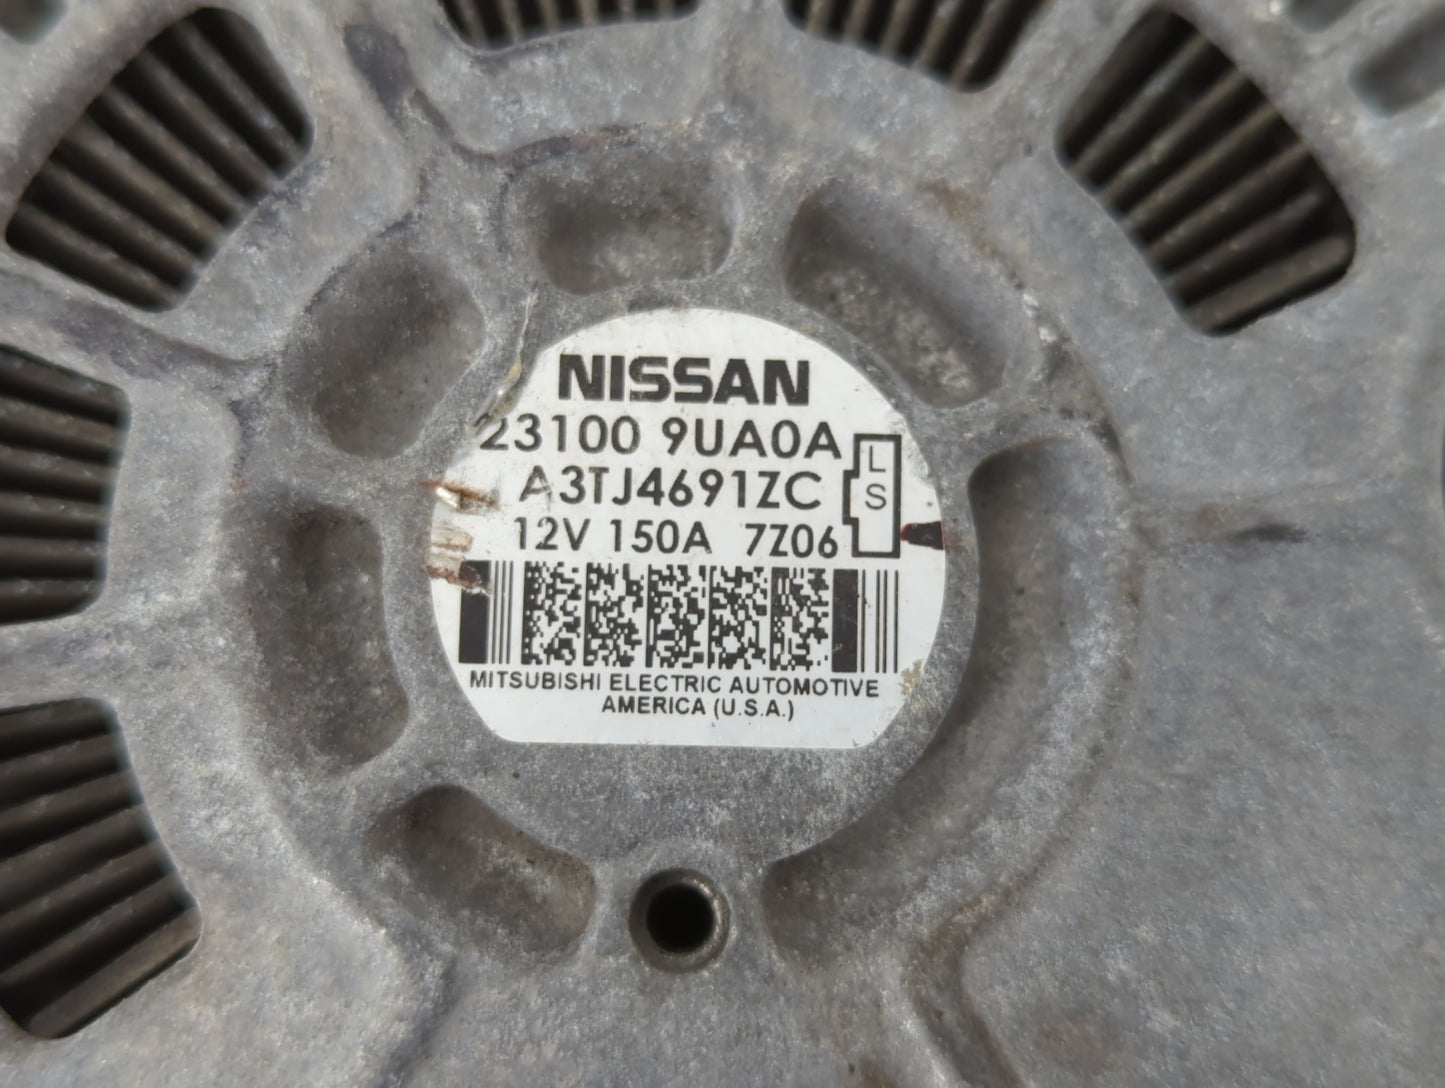 NISSAN
23100 9UA0A
A3TJ4691ZC
L
S
12V 150A 7Z06
MITSUBISHI ELECTRIC AUTOMOTIVE
AMERICA (U.S.A.)